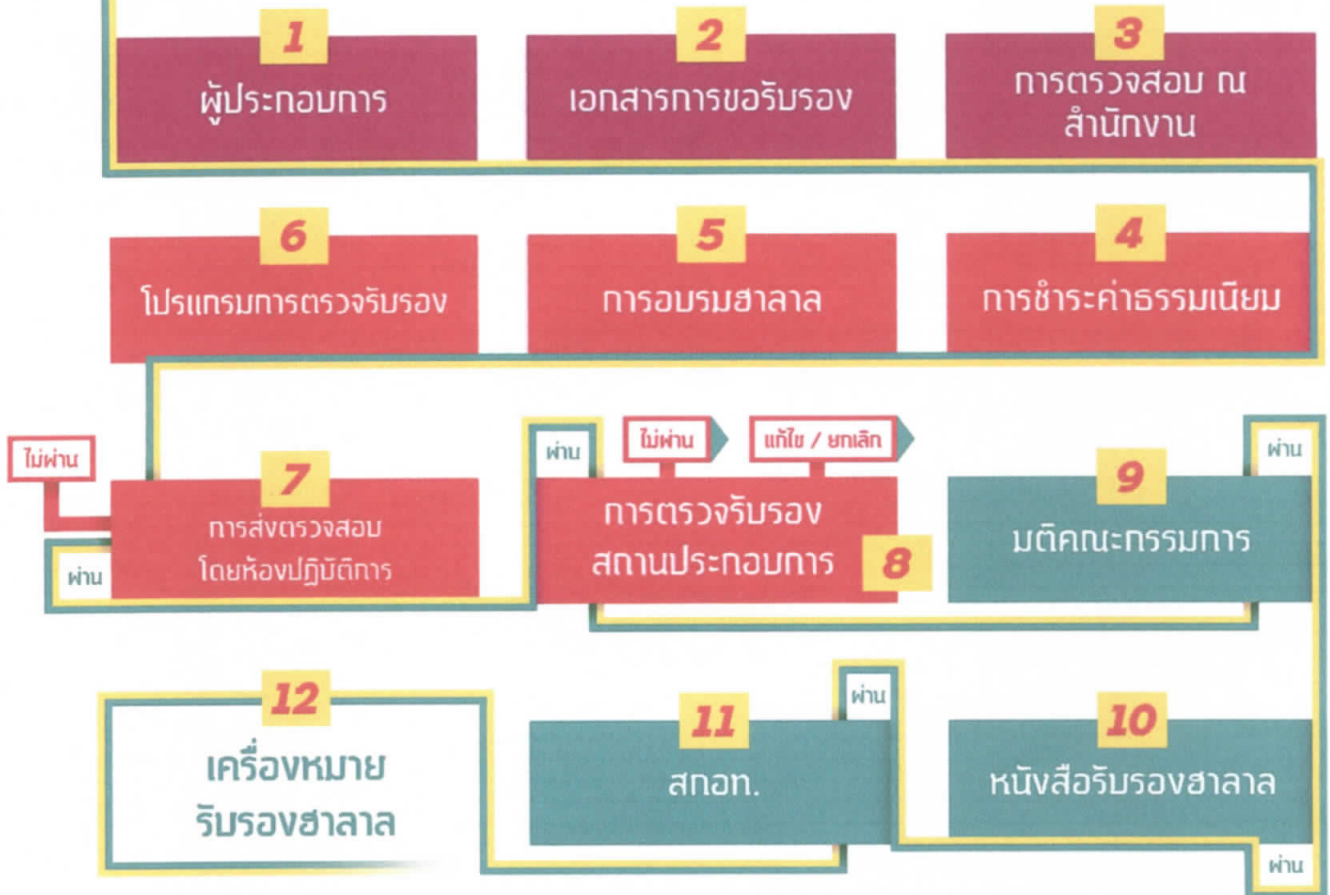 1
ผู้ประกอบการ
2
เอกสารการขอรับรอง
3
การตรวจสอบ ณ
สำนักงาน
4
การชำระค่าธรรมเนียม
5
การอบรมฮาลาล
6
โปรแกรมการตรวจรับรอง
ไม่ผ่าน
7
การส่งตรวจสอบ
โดยห้องปฏิบัติการ
ผ่าน
ผ่าน
ไม่ผ่าน
แก้ไข / ยกเลิก
การตรวจรับรอง
สถานประกอบการ
8
9
มติคณะกรรมการ
ผ่าน
10
หนังสือรับรองฮาลาล
ผ่าน
11
สกอท.
ผ่าน
12
เครื่องหมาย
รับรองฮาลาล